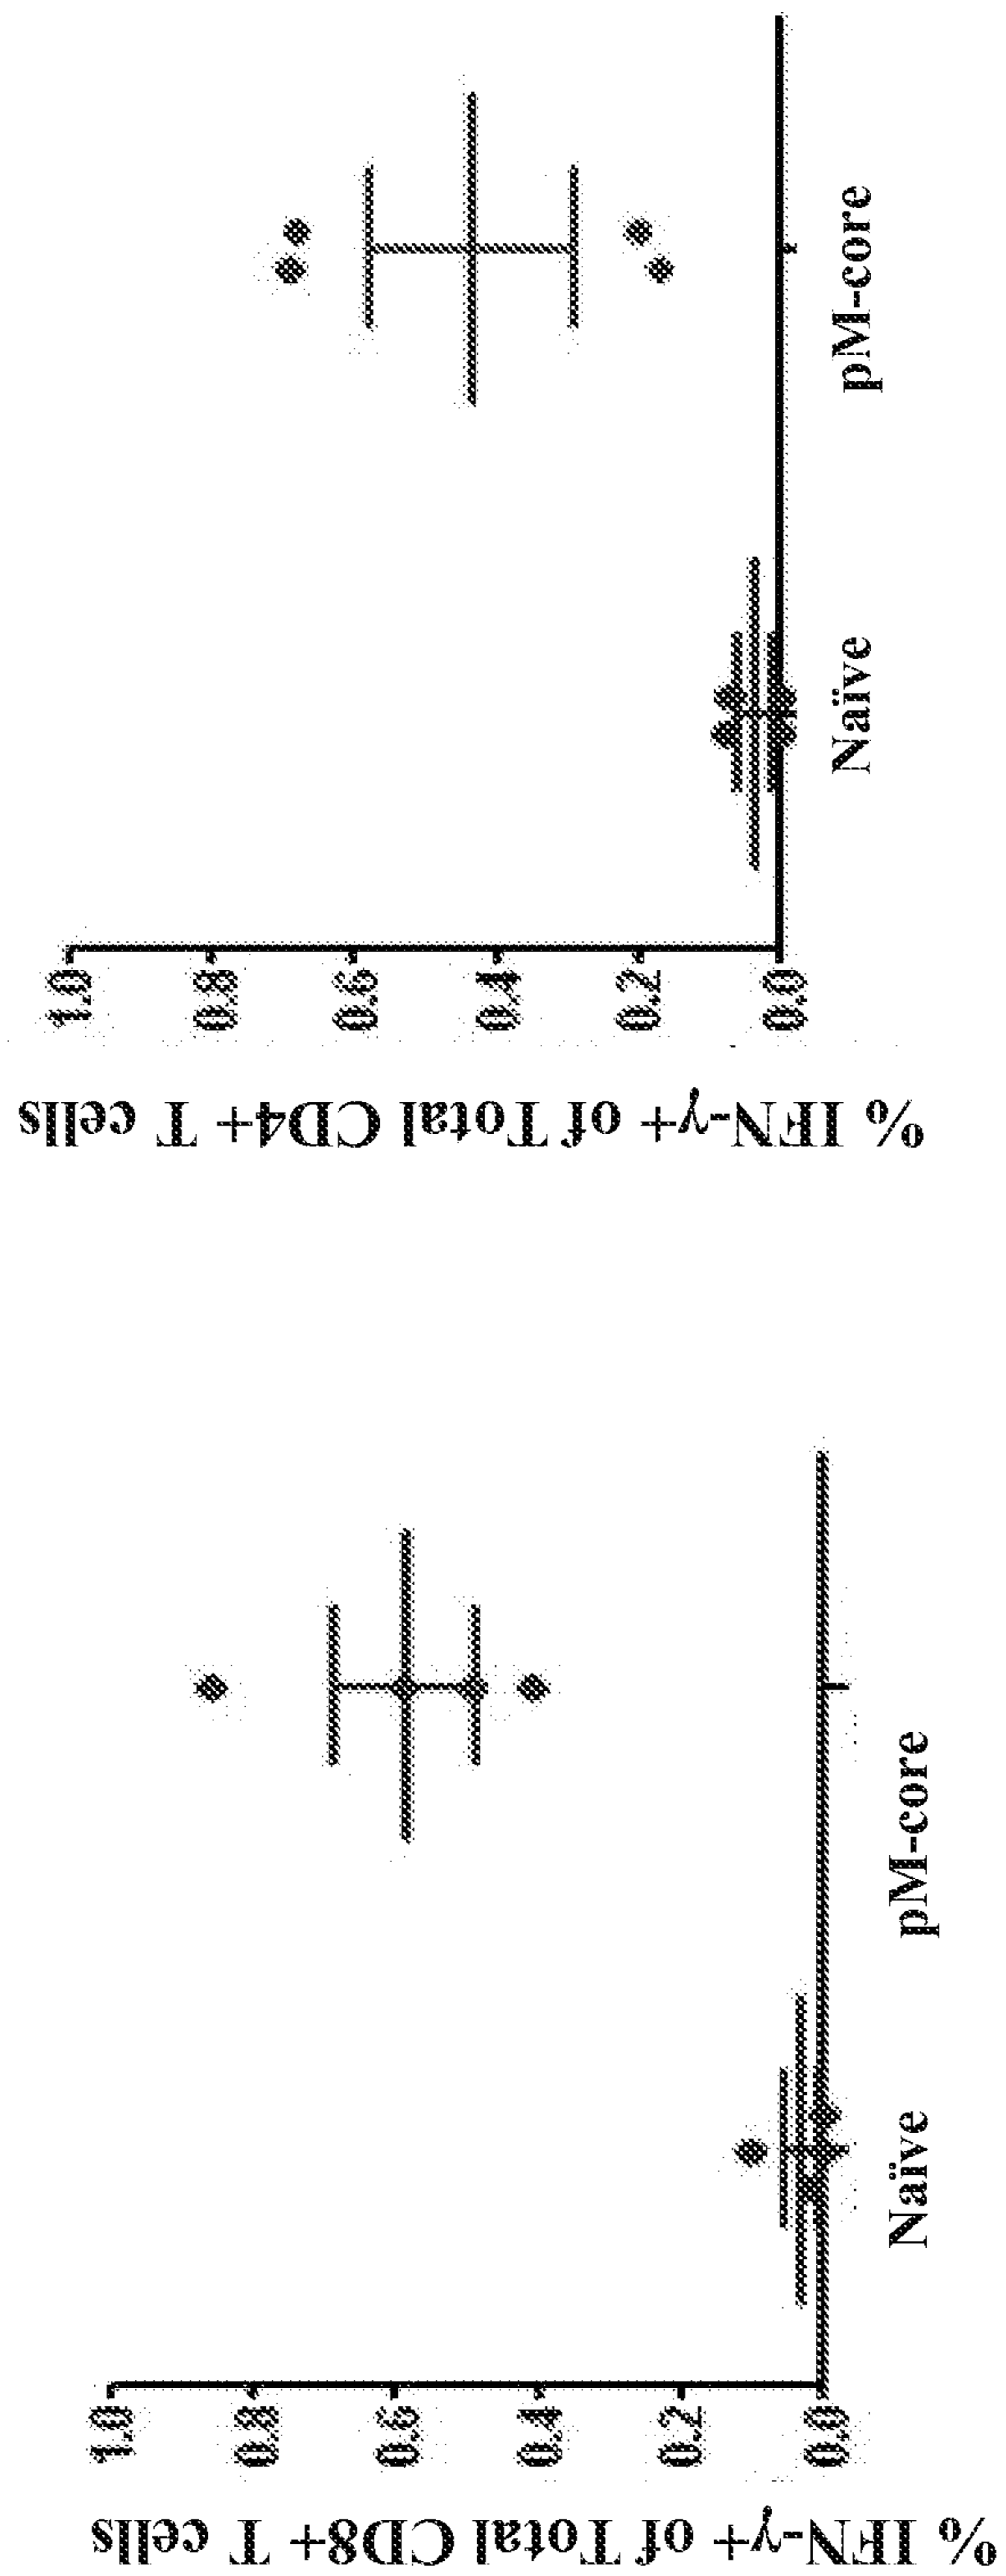 % IFN-γ+ of Total CD8+ T cells
1.0
0.8
0.6
0.4
0.2
0.0
Naïve
pM-core
% IFN-γ+ of Total CD4+ T cells
1.0
0.8
0.6
0.4
0.2
0.0
Naïve
pM-core